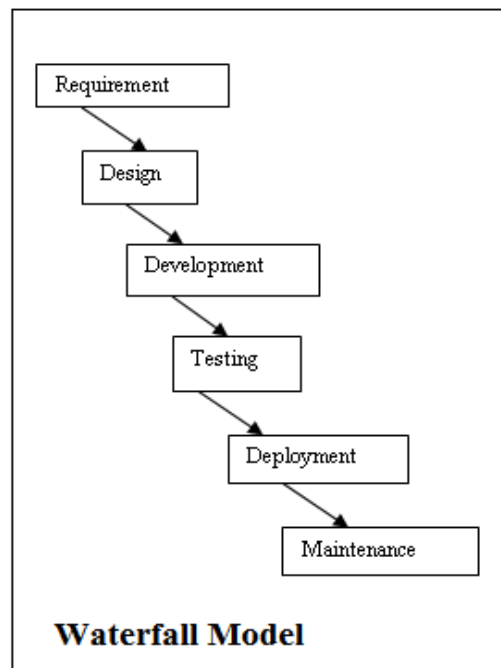 Requirement
Design
Development
Testing
Deployment
Maintenance
Waterfall Model